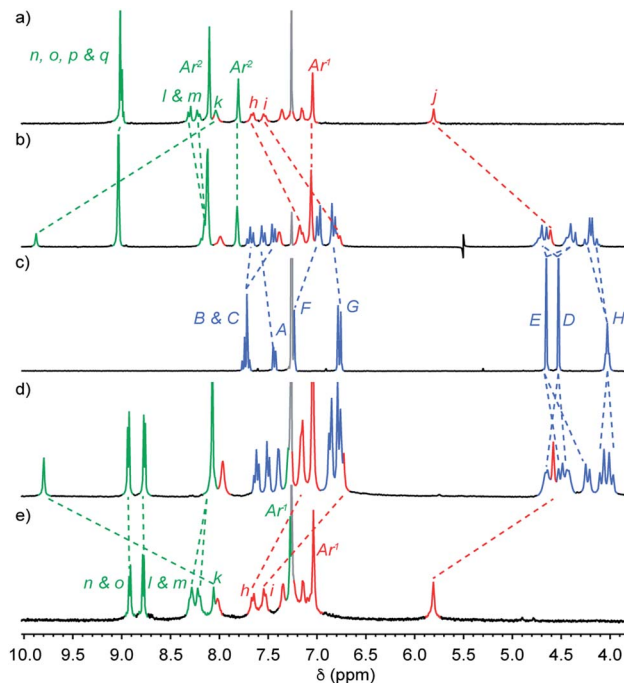 a)
n, o, p & q
Ar²
Ar²
Ar¹
l & m
k
h
i
j
b)
c)
B & C
A
F
G
E
D
H
d)
e)
Ar¹
Ar¹
n & o
l & m
k
h
i
10.0 9.5 9.0 8.5 8.0 7.5 7.0 6.5 6.0 5.5 5.0 4.5 4.0
δ (ppm)